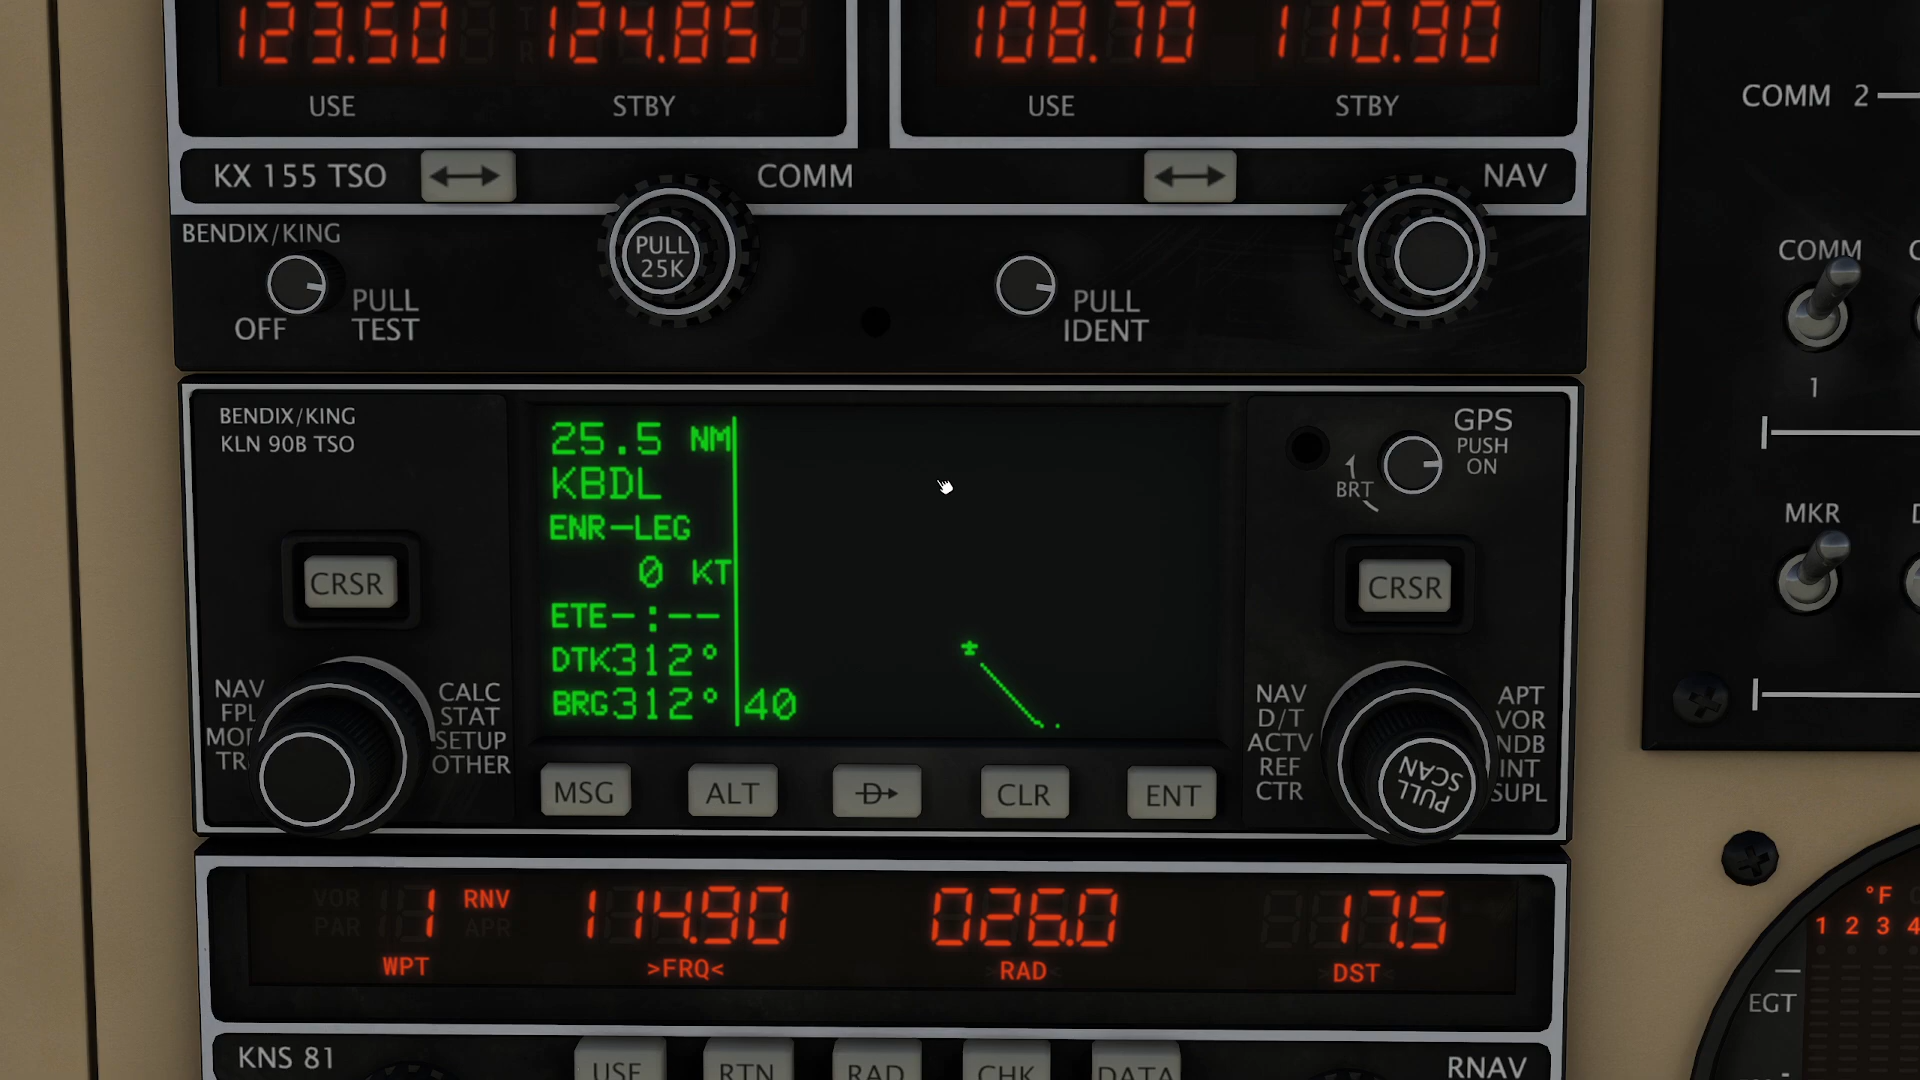 123.50 124.85 108.70 110.90
USE STBY USE STBY
KX 155 TSO COMM NAV
BENDIX/KING
PULL
25K
OFF
PULL
TEST
PULL
IDENT
COMM 2
COMM
1
MKR
BENDIX/KING
KLN 90B TSO
CRSR
NAV
FPL
CALC
STAT
SETUP
OTHER
25.5 NM
KBDL
ENR-LEG
0 KT
ETE-:--
DTK312°
BRG312° 40
MSG ALT D CLR ENT
GPS
PUSH
ON
BRT
CRSR
NAV
D/T
ACTV
REF
CTR
APT
VOR
NDB
INT
SUPL
PULL
SCAN
VOR
PAR
1
RNV
APR
114.90 026.0 17.5
WPT >FRQ< RAD DST
KNS 81 USE RTN RAD CHK DATA RNAV
°F
1 2 3 4
EGT